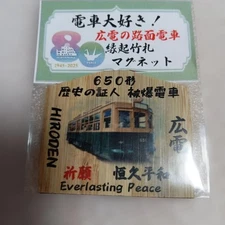 電車大好き！
広電の路面電車
縁起竹札
マグネット
1945-2025
650形
歴史の証人 被爆電車
HIRODEN
広電
祈願 恒久平和
Everlasting Peace